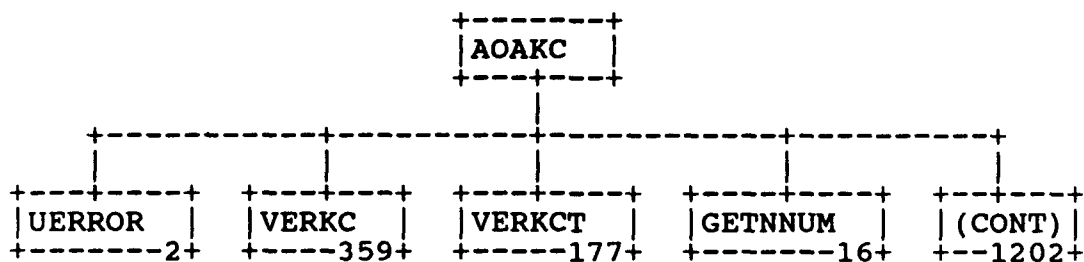 AOAKC
UERROR VERKC VERKCT GETNNUM (CONT)
2 359 177 16 1202